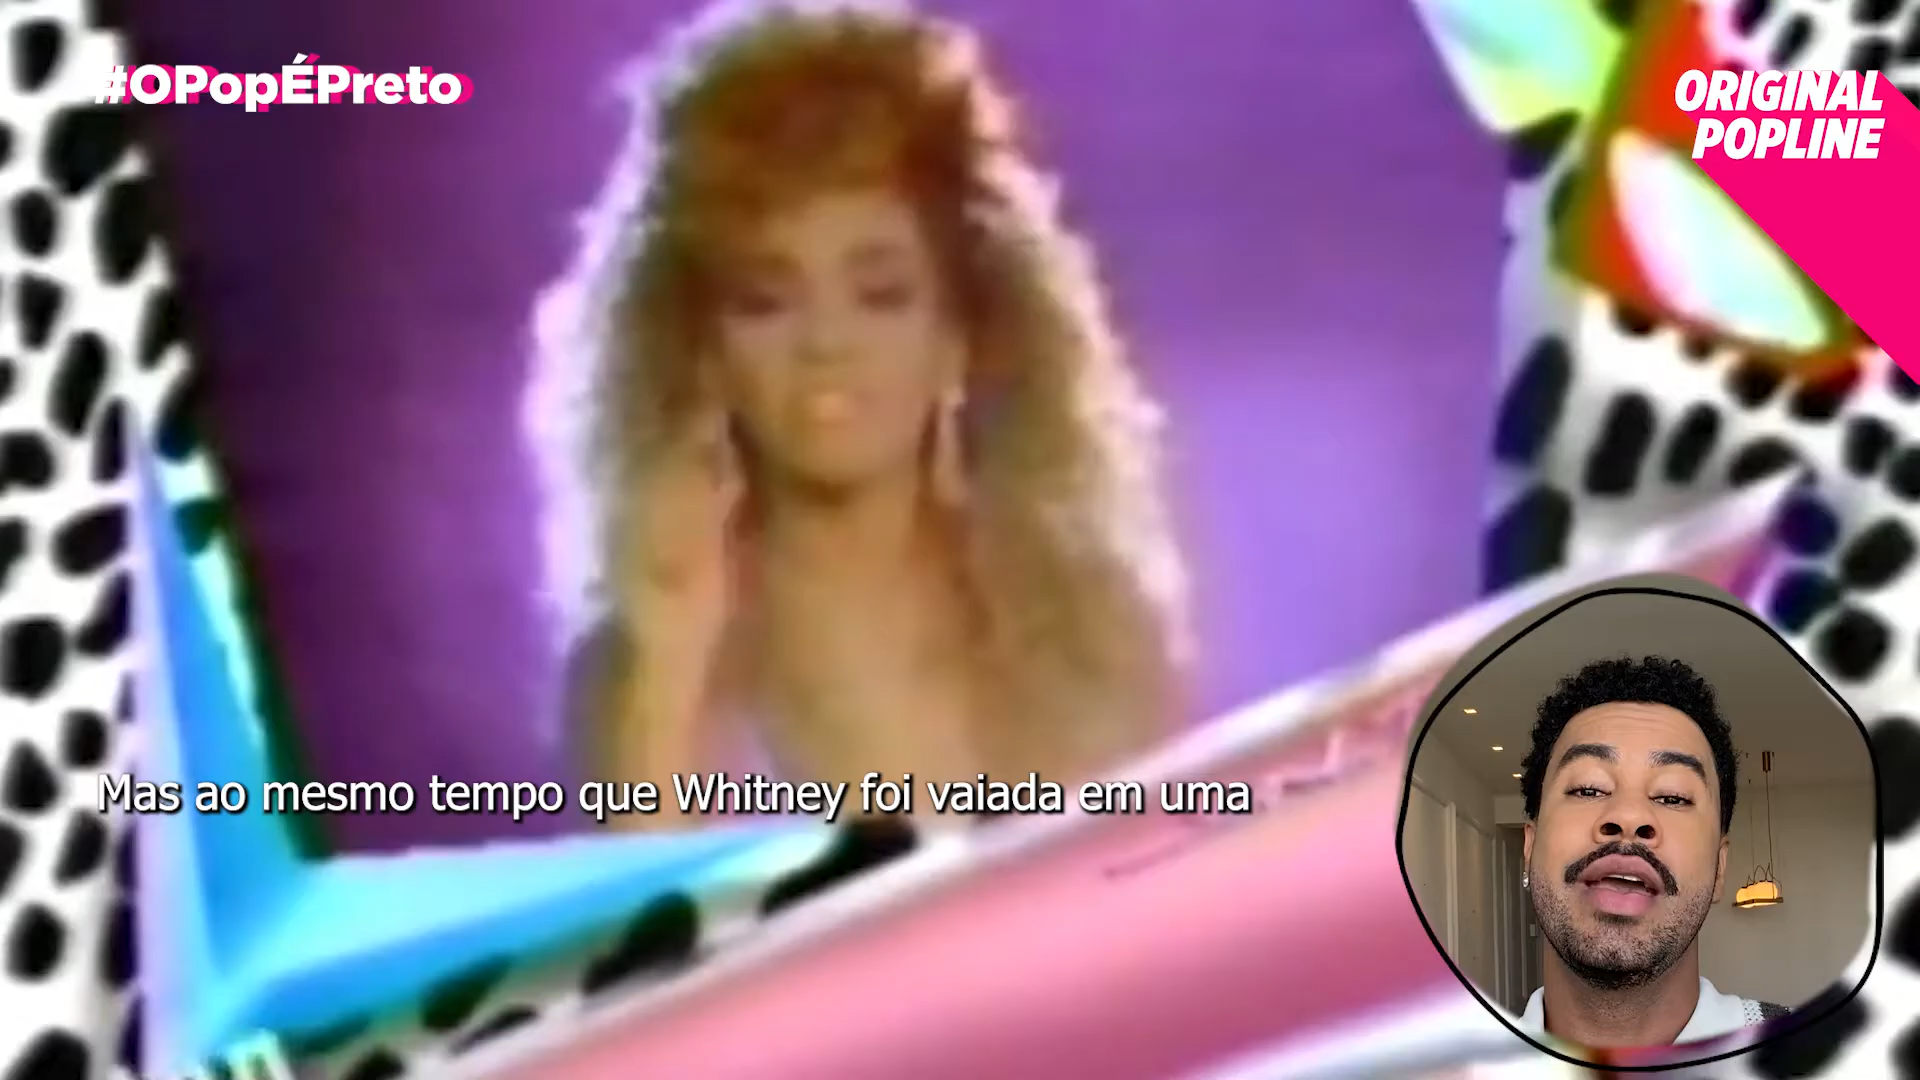 #OPopÉPreto
ORIGINAL
POPLINE
Mas ao mesmo tempo que Whitney foi vaiada em uma